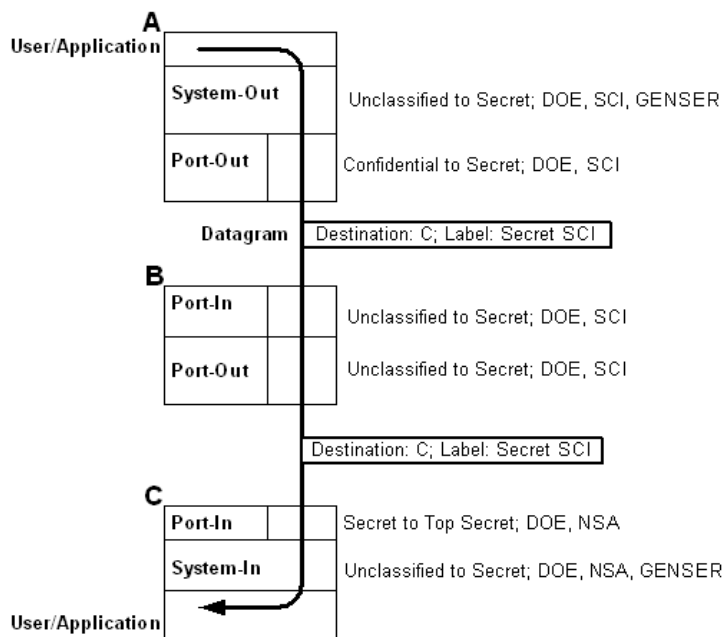 A
User/Application
System-Out
Unclassified to Secret; DOE, SCI, GENSER
Port-Out
Confidential to Secret; DOE, SCI
Datagram
Destination: C; Label: Secret SCI
B
Port-In
Unclassified to Secret; DOE, SCI
Port-Out
Unclassified to Secret; DOE, SCI
Destination: C; Label: Secret SCI
C
Port-In
Secret to Top Secret; DOE, NSA
System-In
Unclassified to Secret; DOE, NSA, GENSER
User/Application